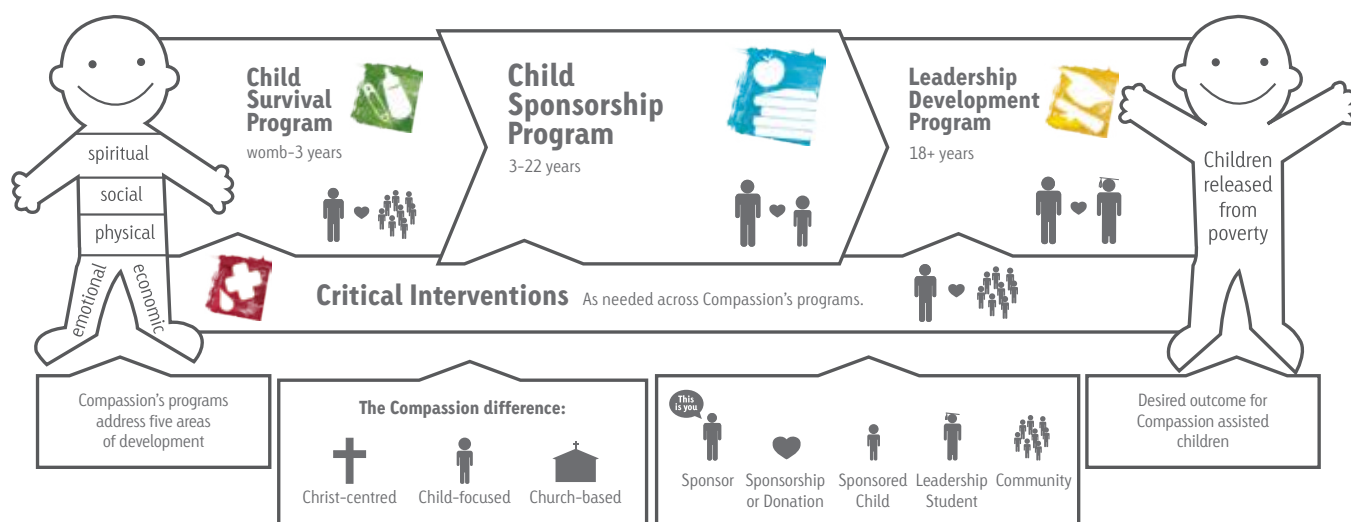 spiritual
social
physical
emotional
economic
Child
Survival
Program
womb-3 years
Child
Sponsorship
Program
3-22 years
Leadership
Development
Program
18+ years
Children
released
from
poverty
Critical Interventions As needed across Compassion's programs.
Compassion's programs
address five areas
of development
The Compassion difference:
Christ-centred
Child-focused
Church-based
This
is you
Sponsor
Sponsorship
or Donation
Sponsored
Child
Leadership
Student
Community
Desired outcome for
Compassion assisted
children